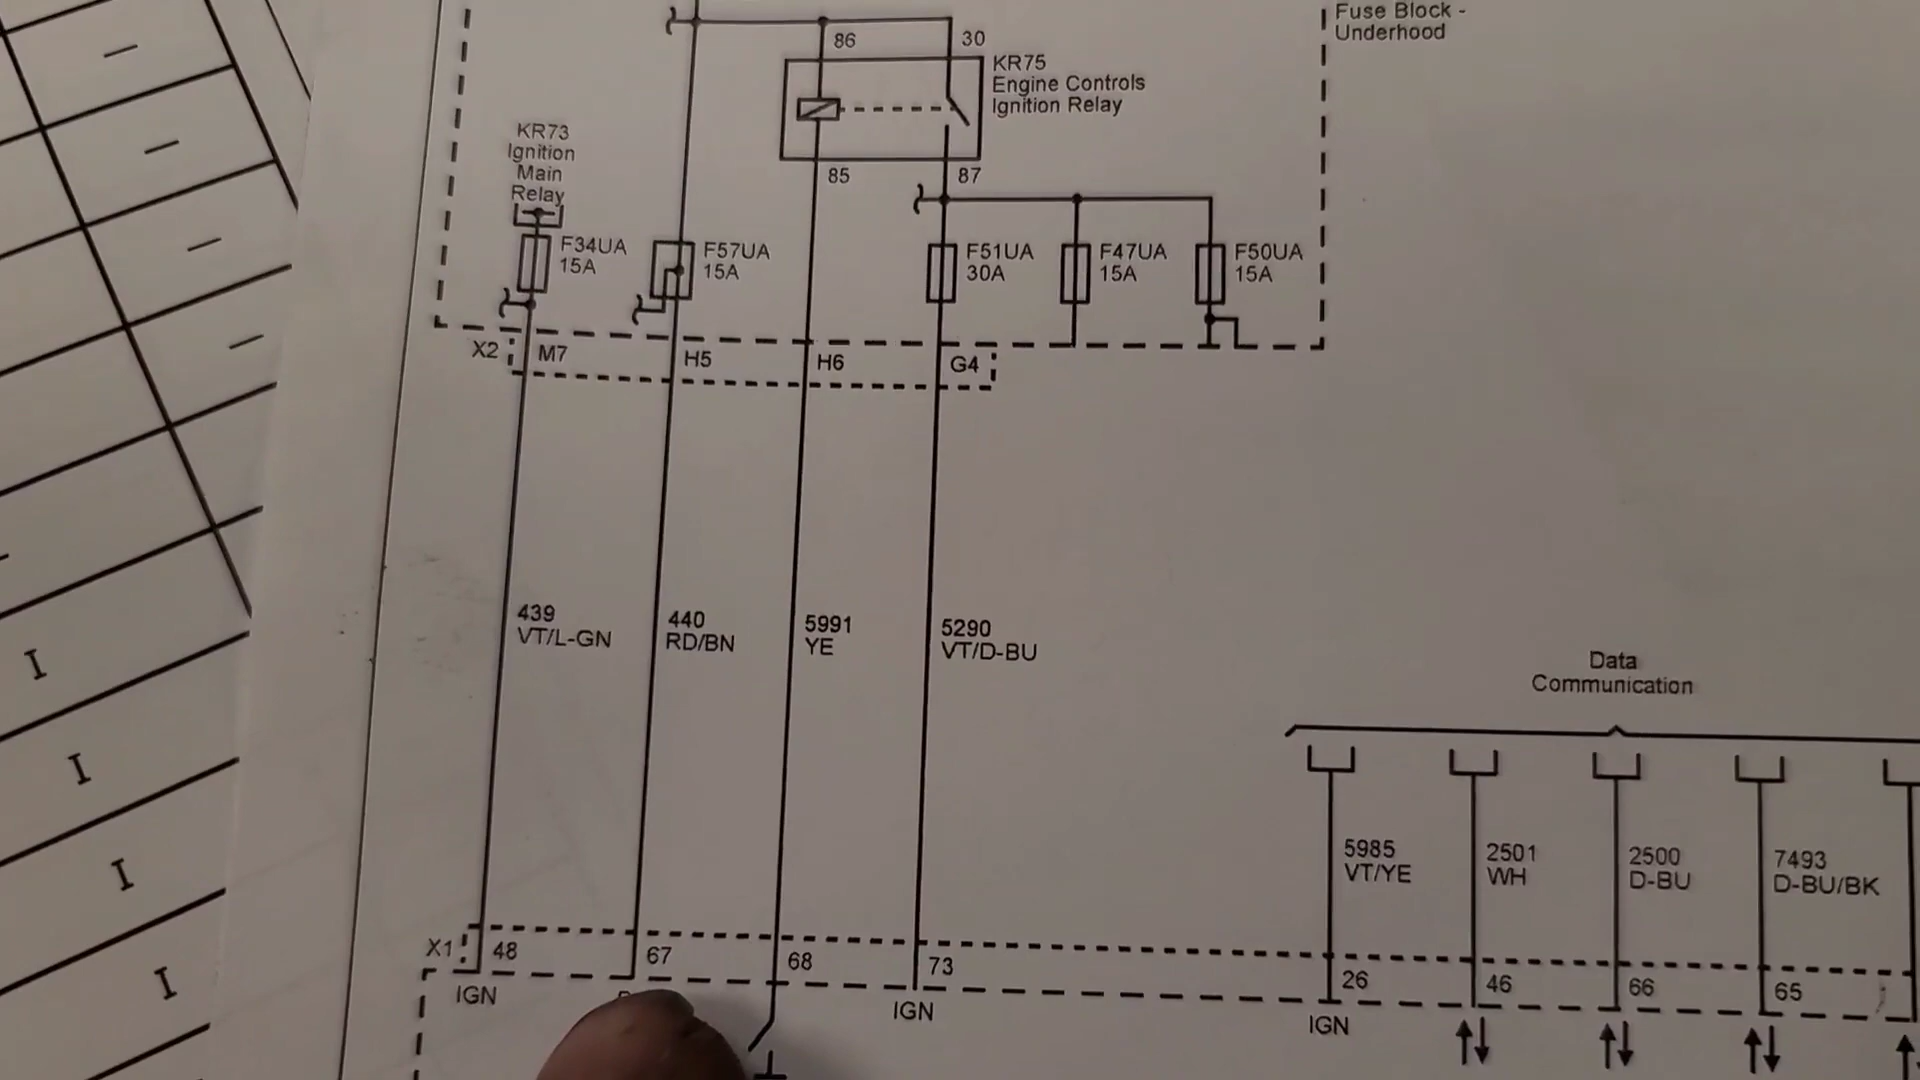 Fuse Block -
Underhood
86
30
KR75
Engine Controls
Ignition Relay
KR73
Ignition
Main
Relay
85
87
F34UA
15A
F57UA
15A
F51UA
30A
F47UA
15A
F50UA
15A
X2
M7
H5
H6
G4
439
VT/L-GN
440
RD/BN
5991
YE
5290
VT/D-BU
Data
Communication
5985
VT/YE
2501
WH
2500
D-BU
7493
D-BU/BK
X1
48
67
68
73
26
46
66
65
IGN
IGN
IGN
I
I
I
I